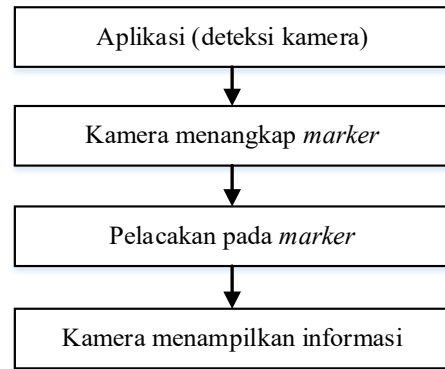 Aplikasi (deteksi kamera)
Kamera menangkap marker
Pelacakan pada marker
Kamera menampilkan informasi